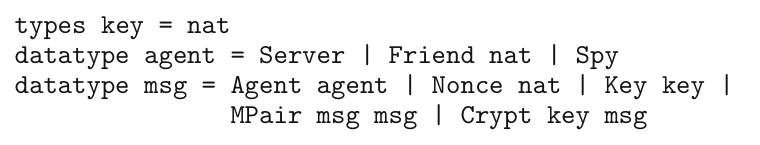 types key = nat
datatype agent = Server | Friend nat | Spy
datatype msg = Agent agent | Nonce nat | Key key |
MPair msg msg | Crypt key msg